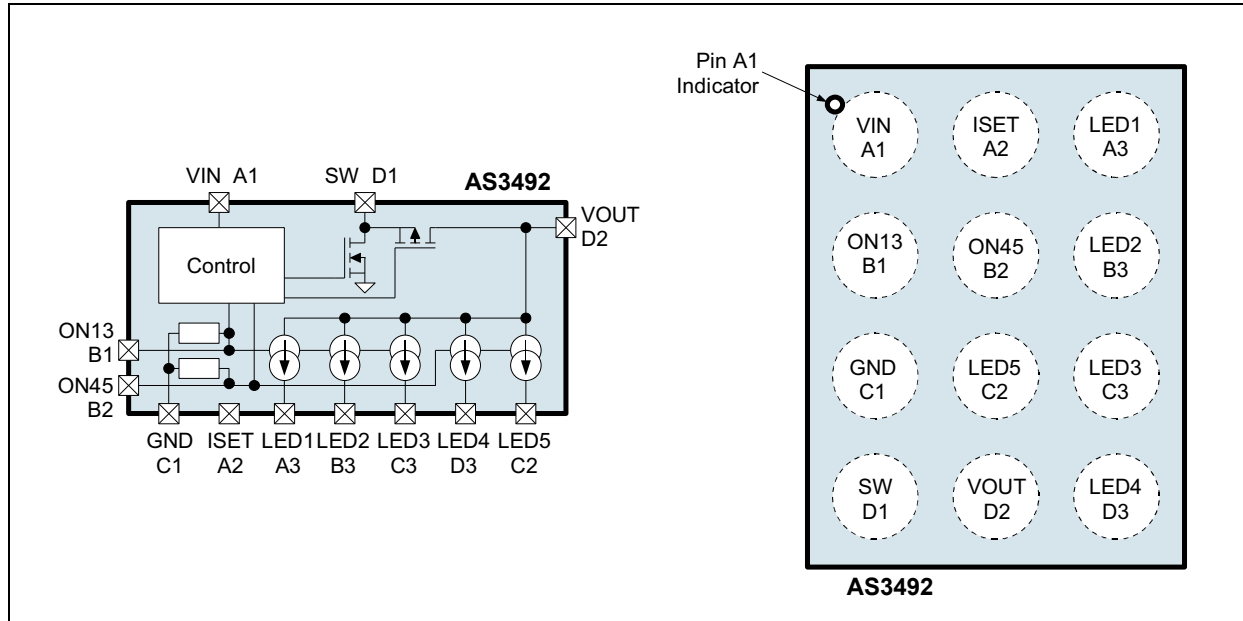 VIN A1
SW D1
AS3492
VOUT
D2
Control
ON13
B1
ON45
B2
GND
C1
ISET
A2
LED1
A3
LED2
B3
LED3
C3
LED4
D3
LED5
C2
Pin A1
Indicator
VIN
A1
ISET
A2
LED1
A3
ON13
B1
ON45
B2
LED2
B3
GND
C1
LED5
C2
LED3
C3
SW
D1
VOUT
D2
LED4
D3
AS3492